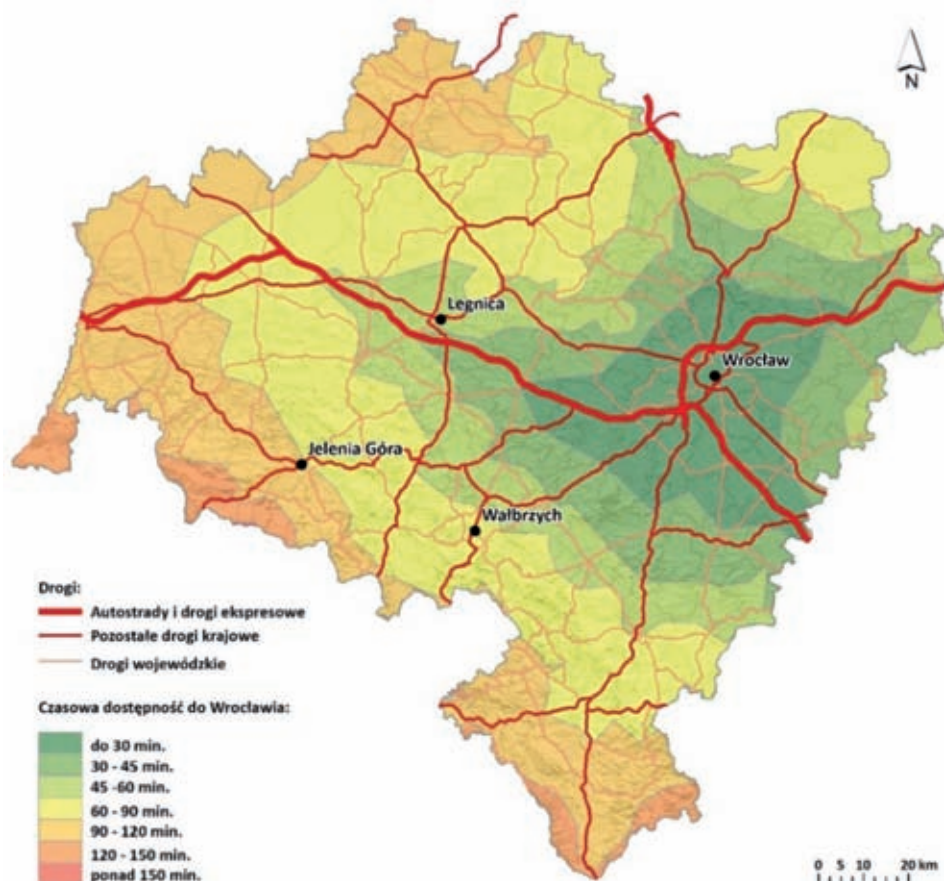 N
Legnica
Wrocław
Jelenia Góra
Wałbrzych
Drogi:
Autostrady i drogi ekspresowe
Pozostałe drogi krajowe
Drogi wojewódzkie
Czasowa dostępność do Wrocławia:
do 30 min.
30 - 45 min.
45 -60 min.
60 - 90 min.
90 - 120 min.
120 - 150 min.
ponad 150 min.
0 5 10 20 km